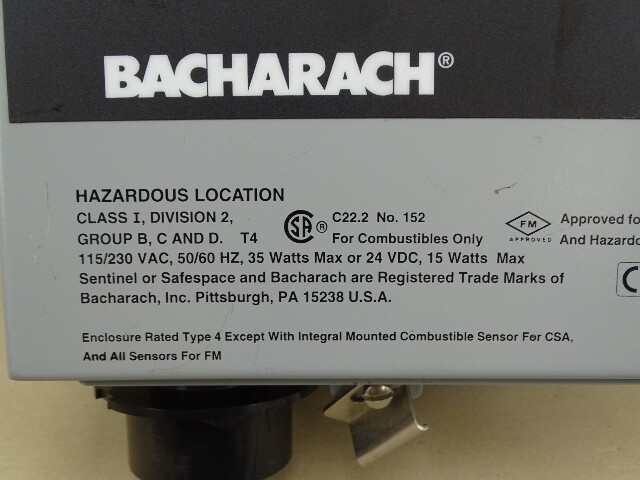 BACHARACH®
HAZARDOUS LOCATION
CLASS I, DIVISION 2,
GROUP B, C AND D. T4
SA ®
C22.2 No. 152
For Combustibles Only
FM
APPROVED
Approved fo
And Hazardo
115/230 VAC, 50/60 HZ, 35 Watts Max or 24 VDC, 15 Watts Max
Sentinel or Safespace and Bacharach are Registered Trade Marks of
Bacharach, Inc. Pittsburgh, PA 15238 U.S.A.
C
Enclosure Rated Type 4 Except With Integral Mounted Combustible Sensor For CSA,
And All Sensors For FM